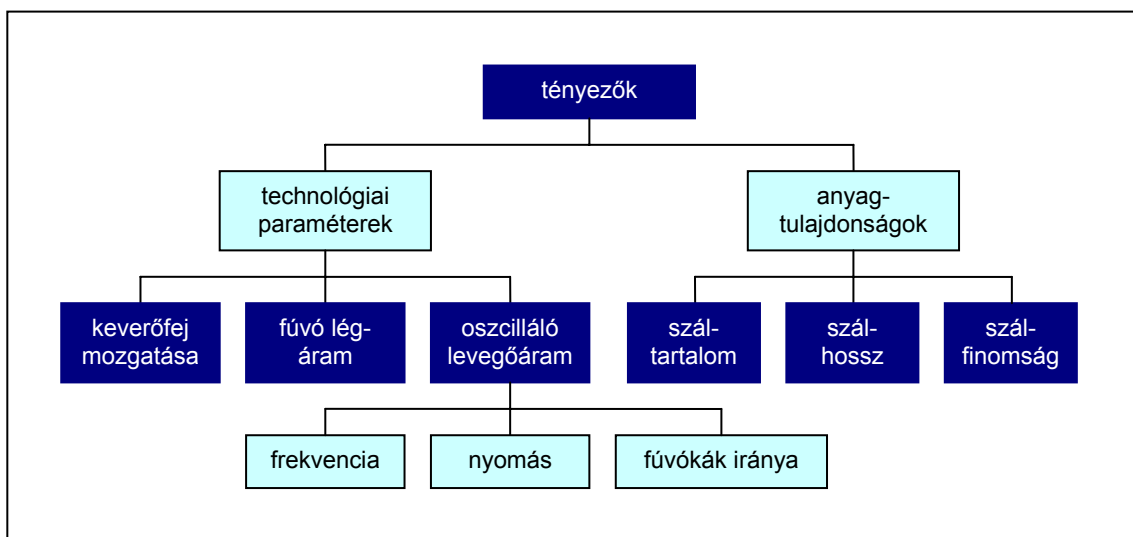 tényezők
technológiai
paraméterek
anyag-
tulajdonságok
keverőfej
mozgatása
fúvó lég-
áram
oszcilláló
levegőáram
szál-
tartalom
szál-
hossz
szál-
finomság
frekvencia
nyomás
fúvókák iránya